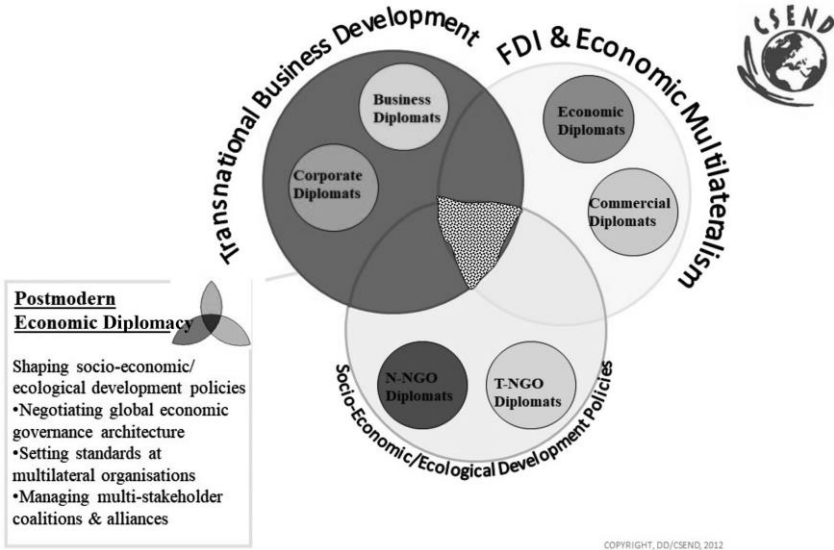 CSEND
Transnational Business Development
FDI & Economic Multilateralism
Business
Diplomats
Corporate
Diplomats
Economic
Diplomats
Commercial
Diplomats
N-NGO
Diplomats
T-NGO
Diplomats
Socio-Economic/Ecological Development Policies
Postmodern
Economic Diplomacy
Shaping socio-economic/
ecological development policies
•Negotiating global economic
governance architecture
•Setting standards at
multilateral organisations
•Managing multi-stakeholder
coalitions & alliances
COPYRIGHT, DD/CSEND, 2012